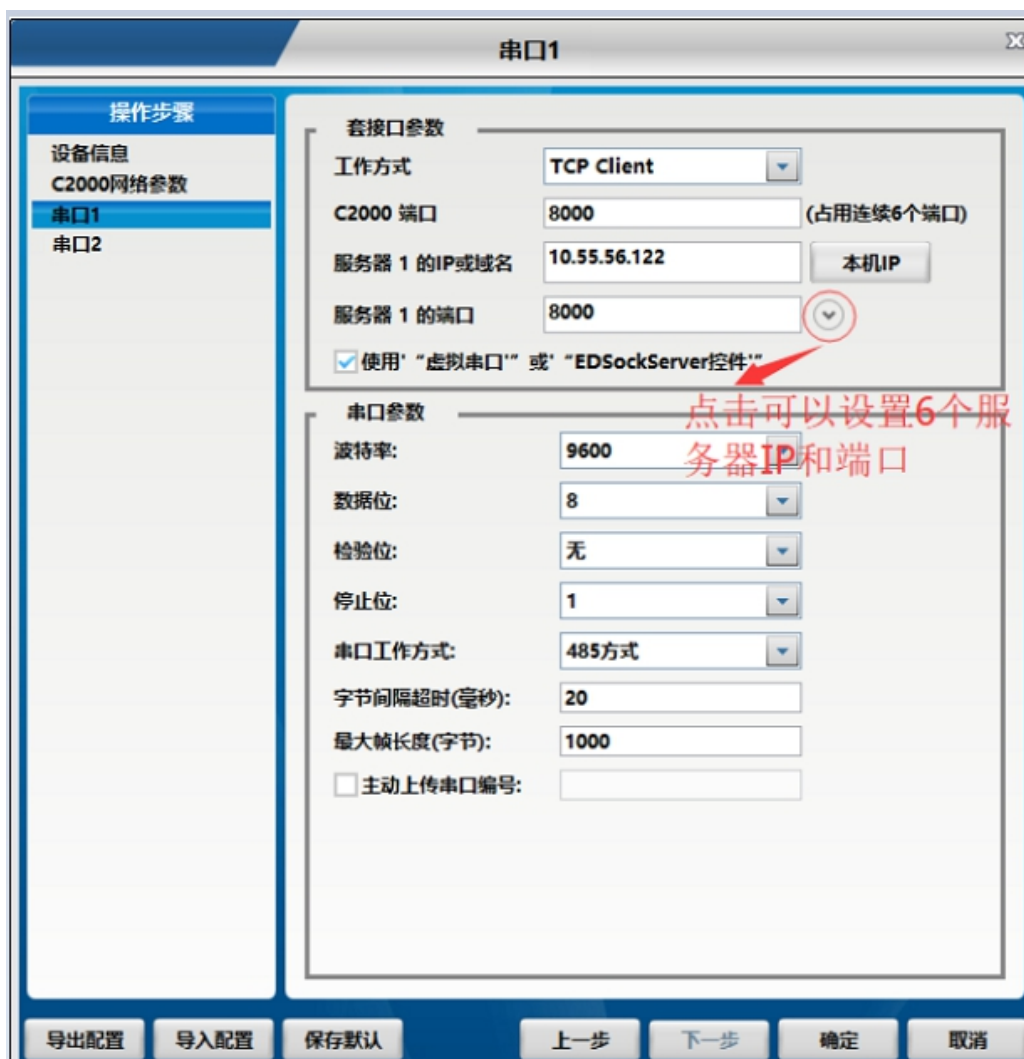 串口1
操作步骤
设备信息
C2000网络参数
串口1
串口2
套接口参数
工作方式 TCP Client
C2000 端口 8000 (占用连续6个端口)
服务器 1 的IP或域名 10.55.56.122 本机IP
服务器 1 的端口 8000
使用'“虚拟串口'”或'“EDSockServer控件'”
点击可以设置6个服
务器IP和端口
串口参数
波特率: 9600
数据位: 8
检验位: 无
停止位: 1
串口工作方式: 485方式
字节间隔超时(毫秒): 20
最大帧长度(字节): 1000
主动上传串口编号:
导出配置 导入配置 保存默认 上一步 下一步 确定 取消